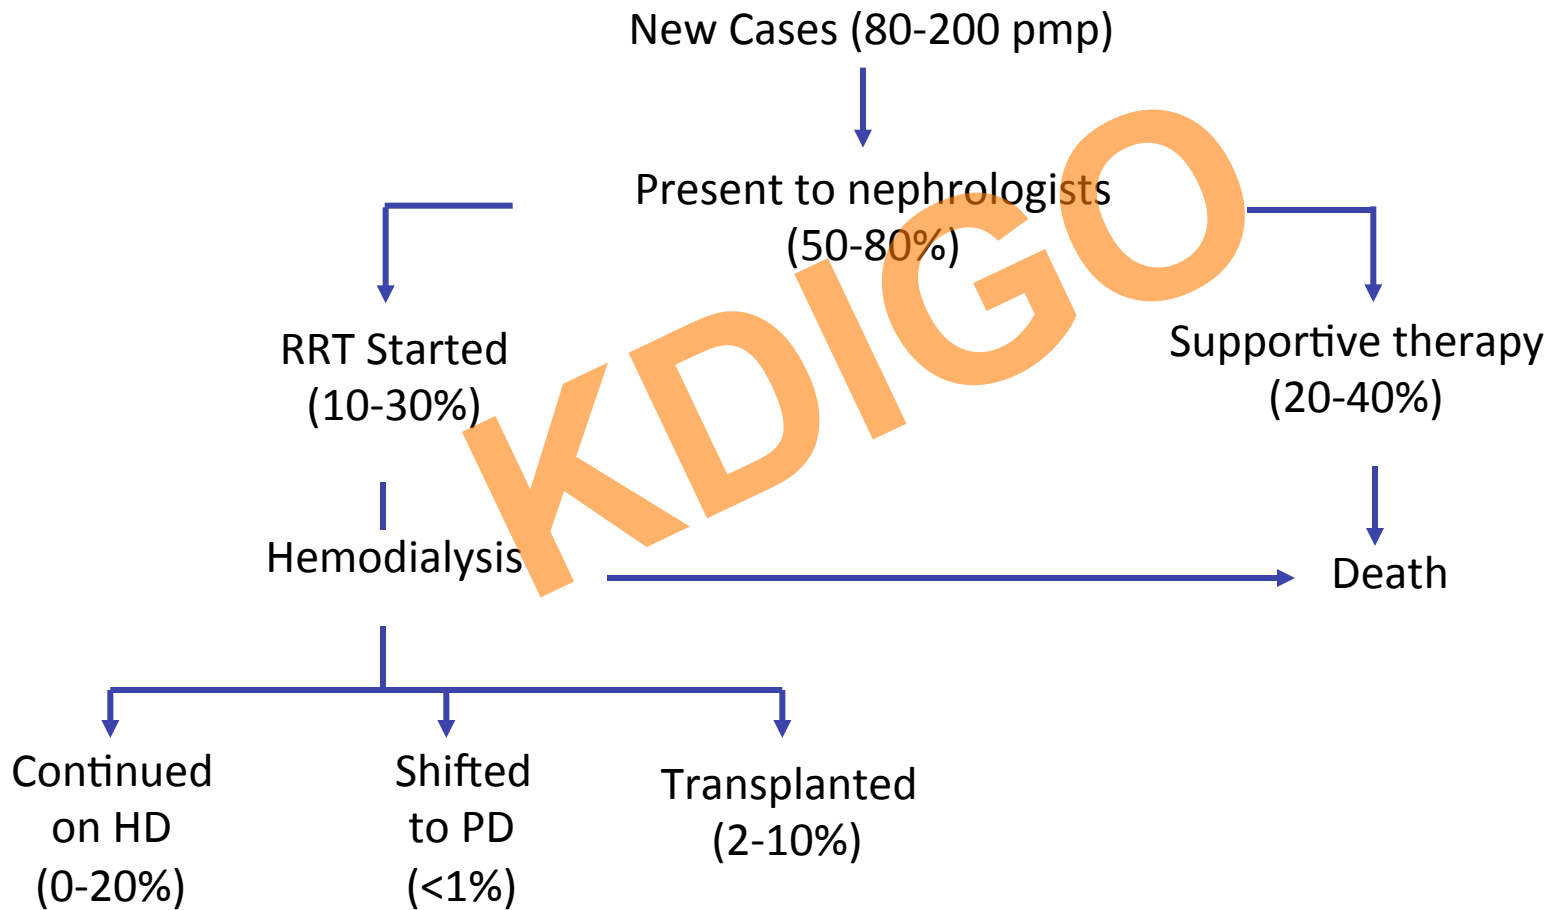 New Cases (80-200 pmp)
Present to nephrologists
(50-80%)
RRT Started
(10-30%)
Supportive therapy
(20-40%)
Hemodialysis
Death
Continued
on HD
(0-20%)
Shifted
to PD
(<1%)
Transplanted
(2-10%)
KDIGO